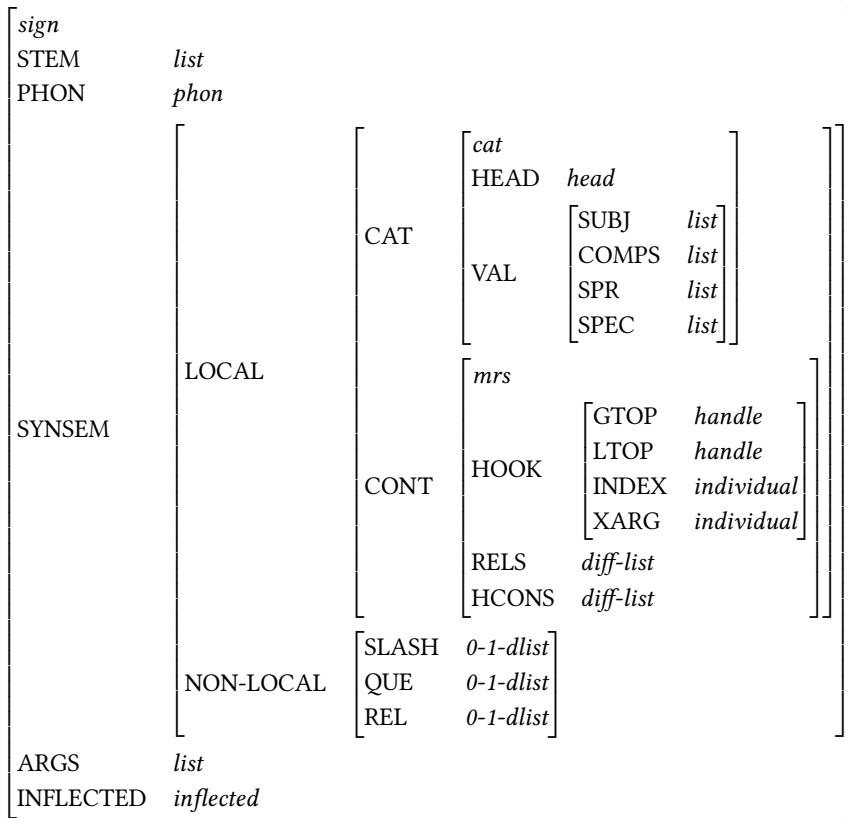 sign
STEM list
PHON phon
SYNSEM
LOCAL
CAT
cat
HEAD head
VAL
SUBJ list
COMPS list
SPR list
SPEC list
CONT
mrs
HOOK
GTOP handle
LTOP handle
INDEX individual
XARG individual
RELS diff-list
HCONS diff-list
NON-LOCAL
SLASH 0-1-dlist
QUE 0-1-dlist
REL 0-1-dlist
ARGS list
INFLECTED inflected